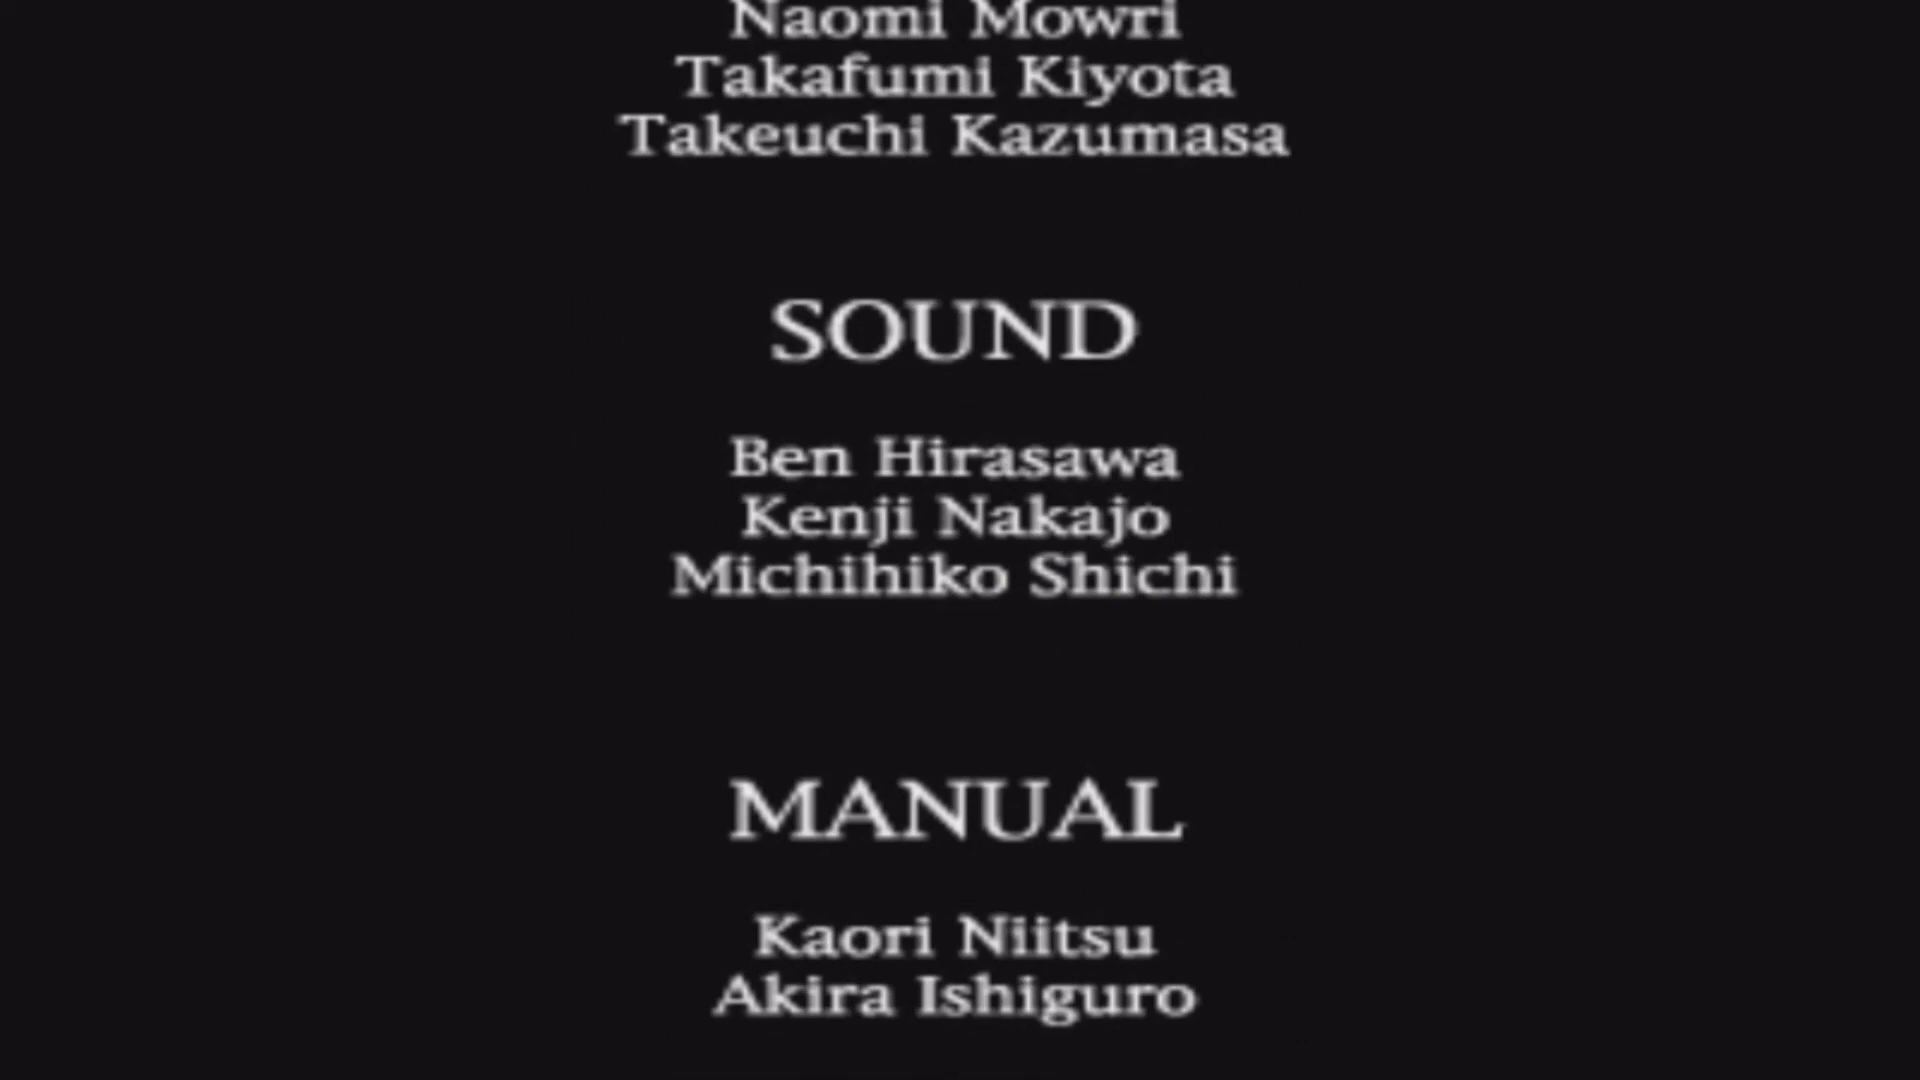 Naomi Mowri
Takafumi Kiyota
Takeuchi Kazumasa
SOUND
Ben Hirasawa
Kenji Nakajo
Michihiko Shichi
MANUAL
Kaori Niitsu
Akira Ishiguro